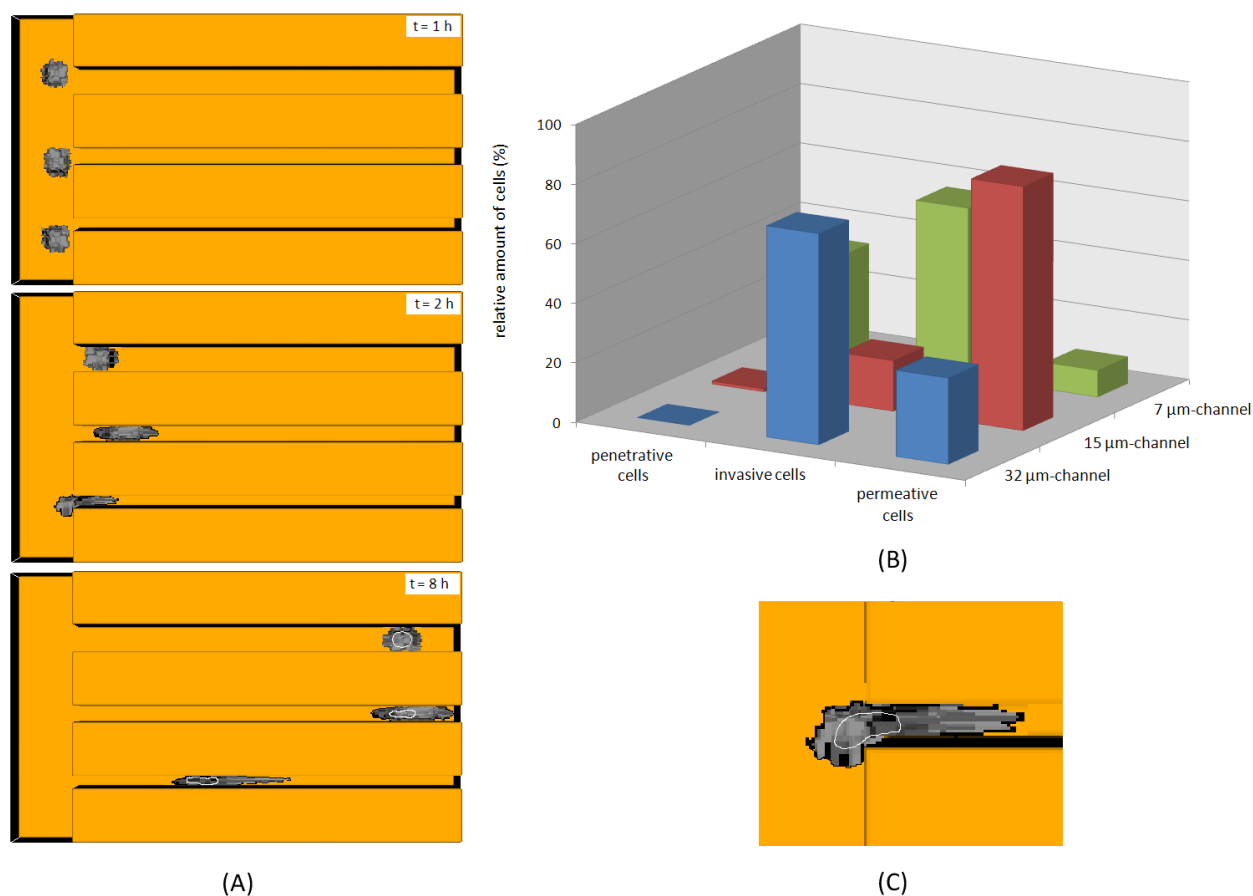 t = 1 h
t = 2 h
t = 8 h
(A)
relative amount of cells (%)
100
80
60
40
20
0
penetrative
cells
invasive cells
permeative
cells
7 µm-channel
15 µm-channel
32 µm-channel
(B)
(C)